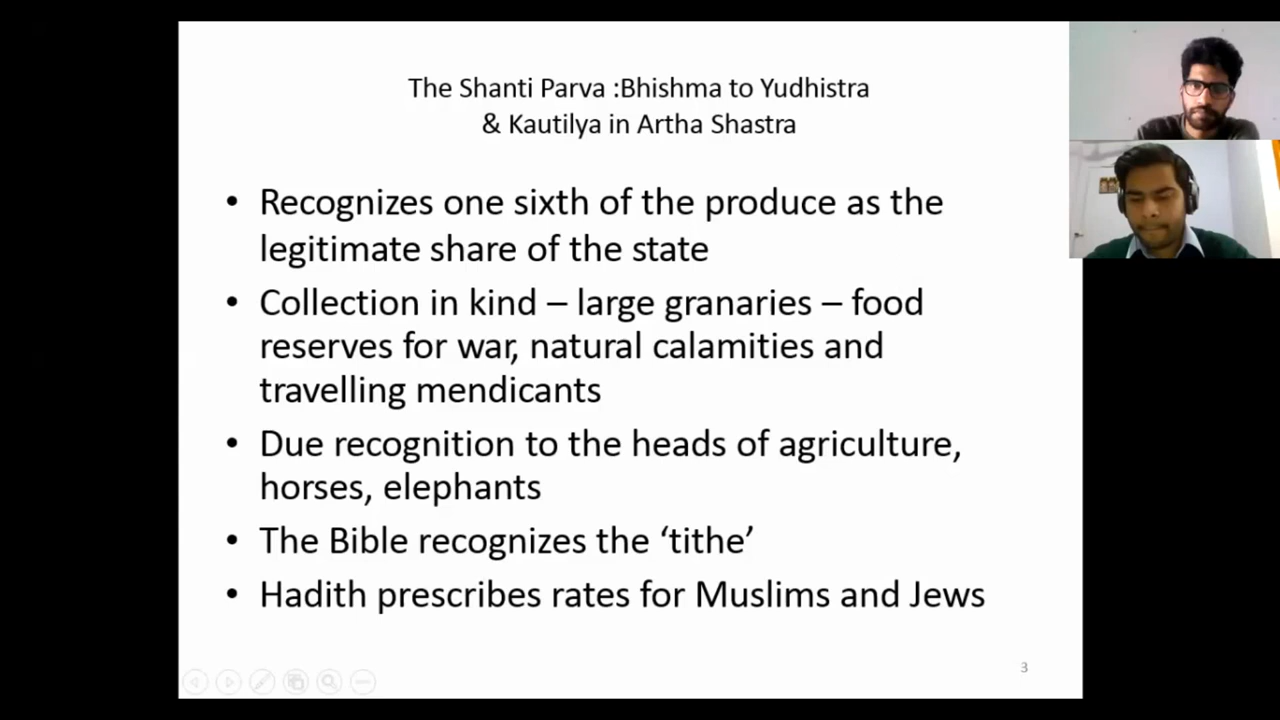 The Shanti Parva :Bhishma to Yudhistra
& Kautilya in Artha Shastra
• Recognizes one sixth of the produce as the
legitimate share of the state
• Collection in kind – large granaries – food
reserves for war, natural calamities and
travelling mendicants
• Due recognition to the heads of agriculture,
horses, elephants
• The Bible recognizes the ‘tithe’
• Hadith prescribes rates for Muslims and Jews
3